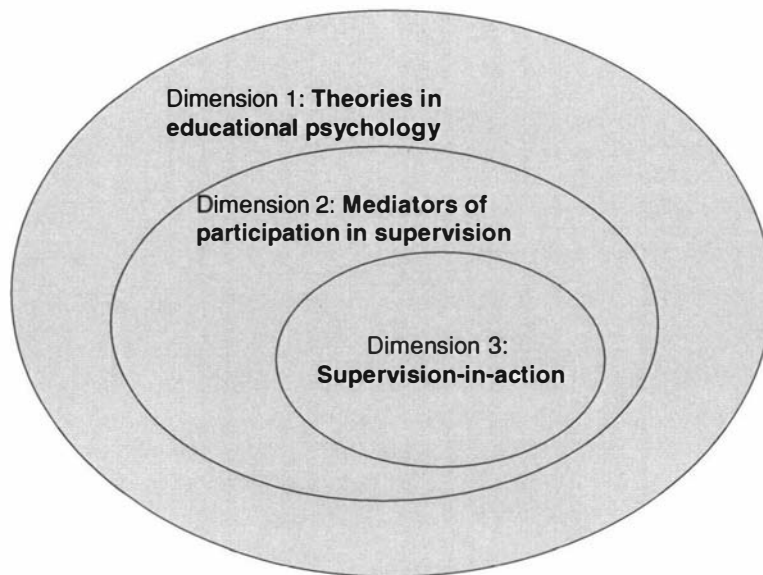 Dimension 1: Theories in
educational psychology
Dimension 2: Mediators of
participation in supervision
Dimension 3:
Supervision-in-action